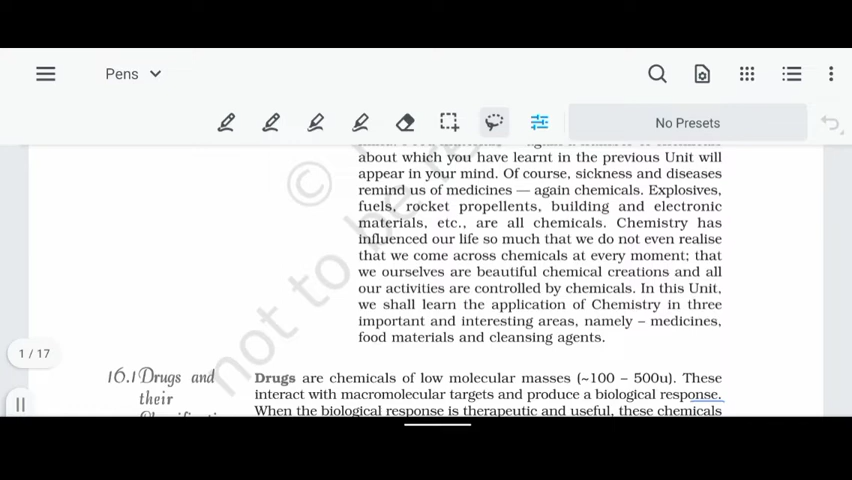 Pens
No Presets
about which you have learnt in the previous Unit will
appear in your mind. Of course, sickness and diseases
remind us of medicines — again chemicals. Explosives,
fuels, rocket propellents, building and electronic
materials, etc., are all chemicals. Chemistry has
influenced our life so much that we do not even realise
that we come across chemicals at every moment; that
we ourselves are beautiful chemical creations and all
our activities are controlled by chemicals. In this Unit,
we shall learn the application of Chemistry in three
important and interesting areas, namely – medicines,
food materials and cleansing agents.
©
not to be re
1 / 17
16.1 Drugs and
their
Drugs are chemicals of low molecular masses (~100 – 500u). These
interact with macromolecular targets and produce a biological response.
When the biological response is therapeutic and useful, these chemicals